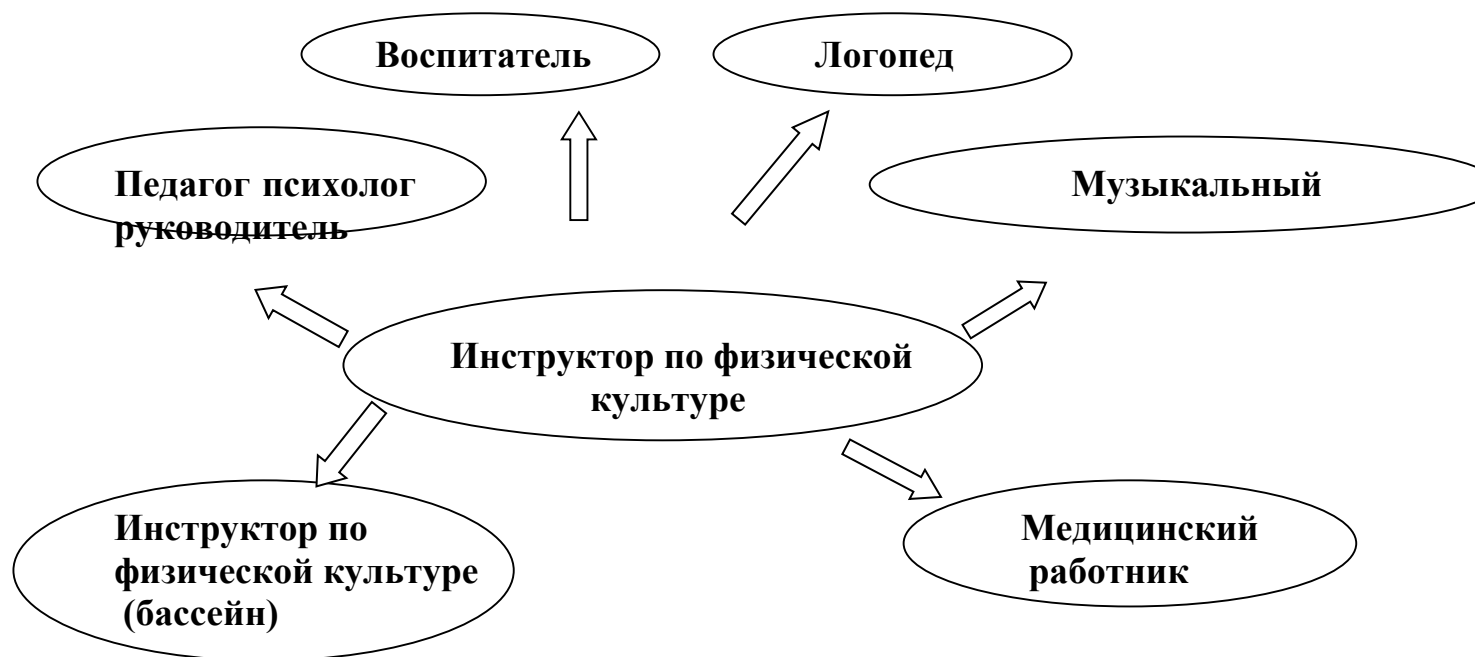 Воспитатель
Логопед
Педагог психолог
руководитель
Музыкальный
Инструктор по физической
культуре
Инструктор по
физической культуре
(бассейн)
Медицинский
работник